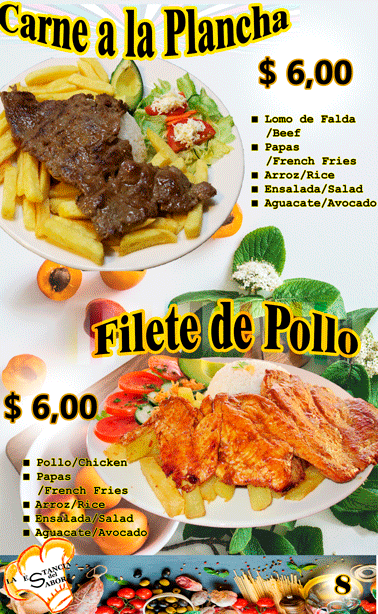 Carne a la Plancha
$ 6,00
■ Lomo de Falda
/Beef
■ Papas
/French Fries
■ Arroz/Rice
■ Ensalada/Salad
■ Aguacate/Avocado
Filete de Pollo
$ 6,00
■ Pollo/Chicken
■ Papas
/French Fries
■ Arroz/Rice
■ Ensalada/Salad
■ Aguacate/Avocado
LA ESTANCIA
del
SABOR
8